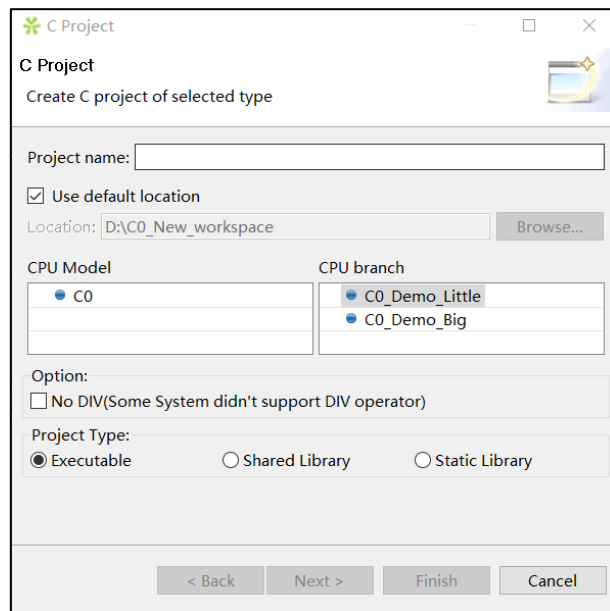 C Project
C Project
Create C project of selected type
Project name:
Use default location
Location: D:\C0_New_workspace Browse...
CPU Model CPU branch
C0 C0_Demo_Little
C0_Demo_Big
Option:
No DIV(Some System didn't support DIV operator)
Project Type:
Executable Shared Library Static Library
< Back Next > Finish Cancel